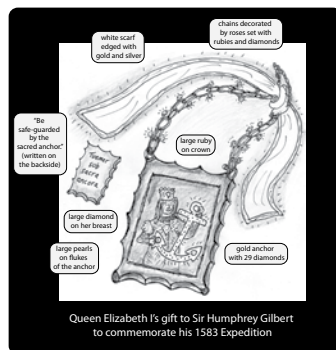 white scarf
edged with
gold and silver
chains decorated
by roses set with
rubies and diamonds
"Be
safe-guarded
by the
sacred anchor."
(written on
the backside)
large ruby
on crown
large diamond
on her breast
large pearls
on flukes
of the anchor
gold anchor
with 29 diamonds
Queen Elizabeth I's gift to Sir Humphrey Gilbert
to commemorate his 1583 Expedition